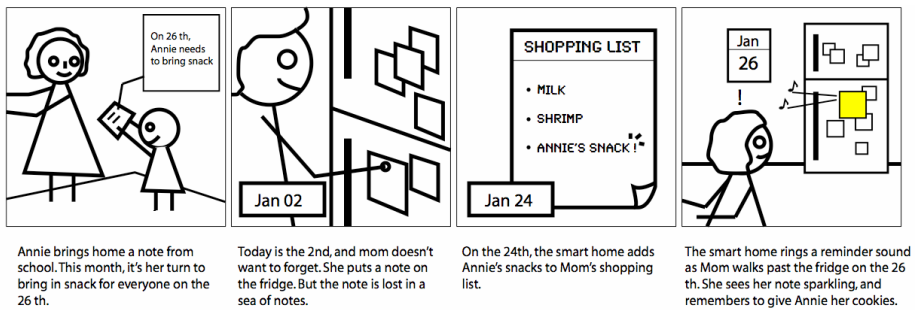 On 26 th,
Annie needs
to bring snack
Jan 02
SHOPPING LIST
• MILK
• SHRIMP
• ANNIE'S SNACK!
Jan 24
Jan
26
!
Annie brings home a note from
school. This month, it's her turn to
bring in snack for everyone on the
26 th.
Today is the 2nd, and mom doesn't
want to forget. She puts a note on
the fridge. But the note is lost in a
sea of notes.
On the 24th, the smart home adds
Annie's snacks to Mom's shopping
list.
The smart home rings a reminder sound
as Mom walks past the fridge on the 26
th. She sees her note sparkling, and
remembers to give Annie her cookies.